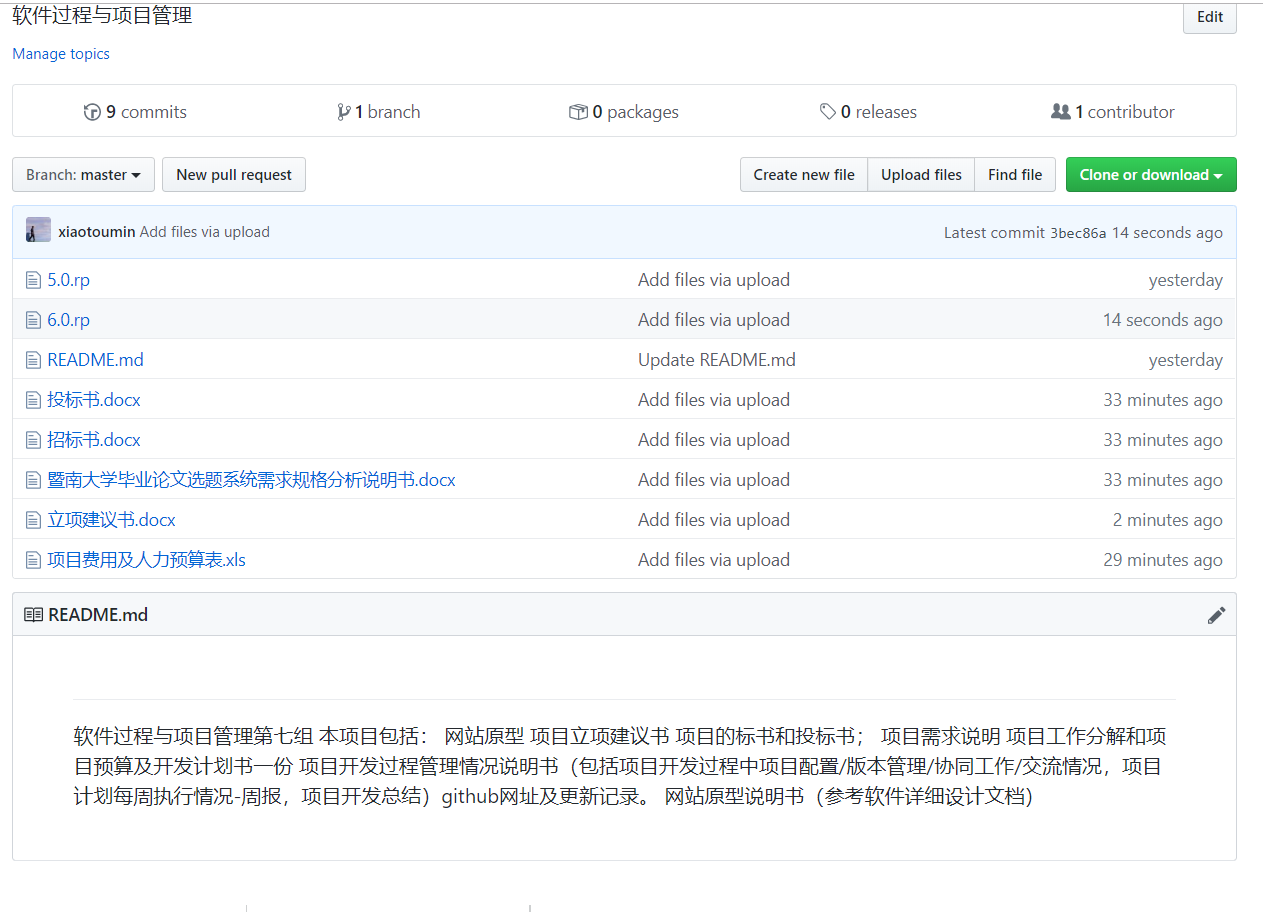 软件过程与项目管理
Edit
Manage topics
9 commits
1 branch
0 packages
0 releases
1 contributor
Branch: master
New pull request
Create new file
Upload files
Find file
Clone or download
xiaotoumin Add files via upload
Latest commit 3bec86a 14 seconds ago
5.0.rp Add files via upload yesterday
6.0.rp Add files via upload 14 seconds ago
README.md Update README.md yesterday
投标书.docx Add files via upload 33 minutes ago
招标书.docx Add files via upload 33 minutes ago
暨南大学毕业论文选题系统需求规格分析说明书.docx Add files via upload 33 minutes ago
立项建议书.docx Add files via upload 2 minutes ago
项目费用及人力预算表.xls Add files via upload 29 minutes ago
README.md
软件过程与项目管理第七组 本项目包括： 网站原型 项目立项建议书 项目的标书和投标书； 项目需求说明 项目工作分解和项
目预算及开发计划书一份 项目开发过程管理情况说明书（包括项目开发过程中项目配置/版本管理/协同工作/交流情况，项目
计划每周执行情况-周报，项目开发总结）github网址及更新记录。 网站原型说明书（参考软件详细设计文档）